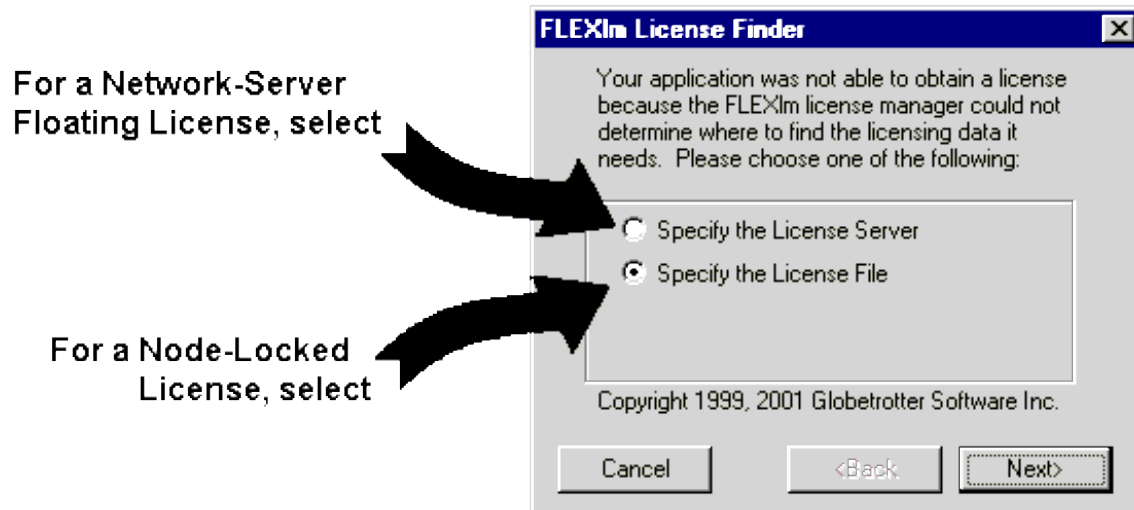 For a Network-Server
Floating License, select
For a Node-Locked
License, select
FLEXlm License Finder
Your application was not able to obtain a license
because the FLEXlm license manager could not
determine where to find the licensing data it
needs.  Please choose one of the following:
Specify the License Server
Specify the License File
Copyright 1999, 2001 Globetrotter Software Inc.
Cancel
<Back
Next>